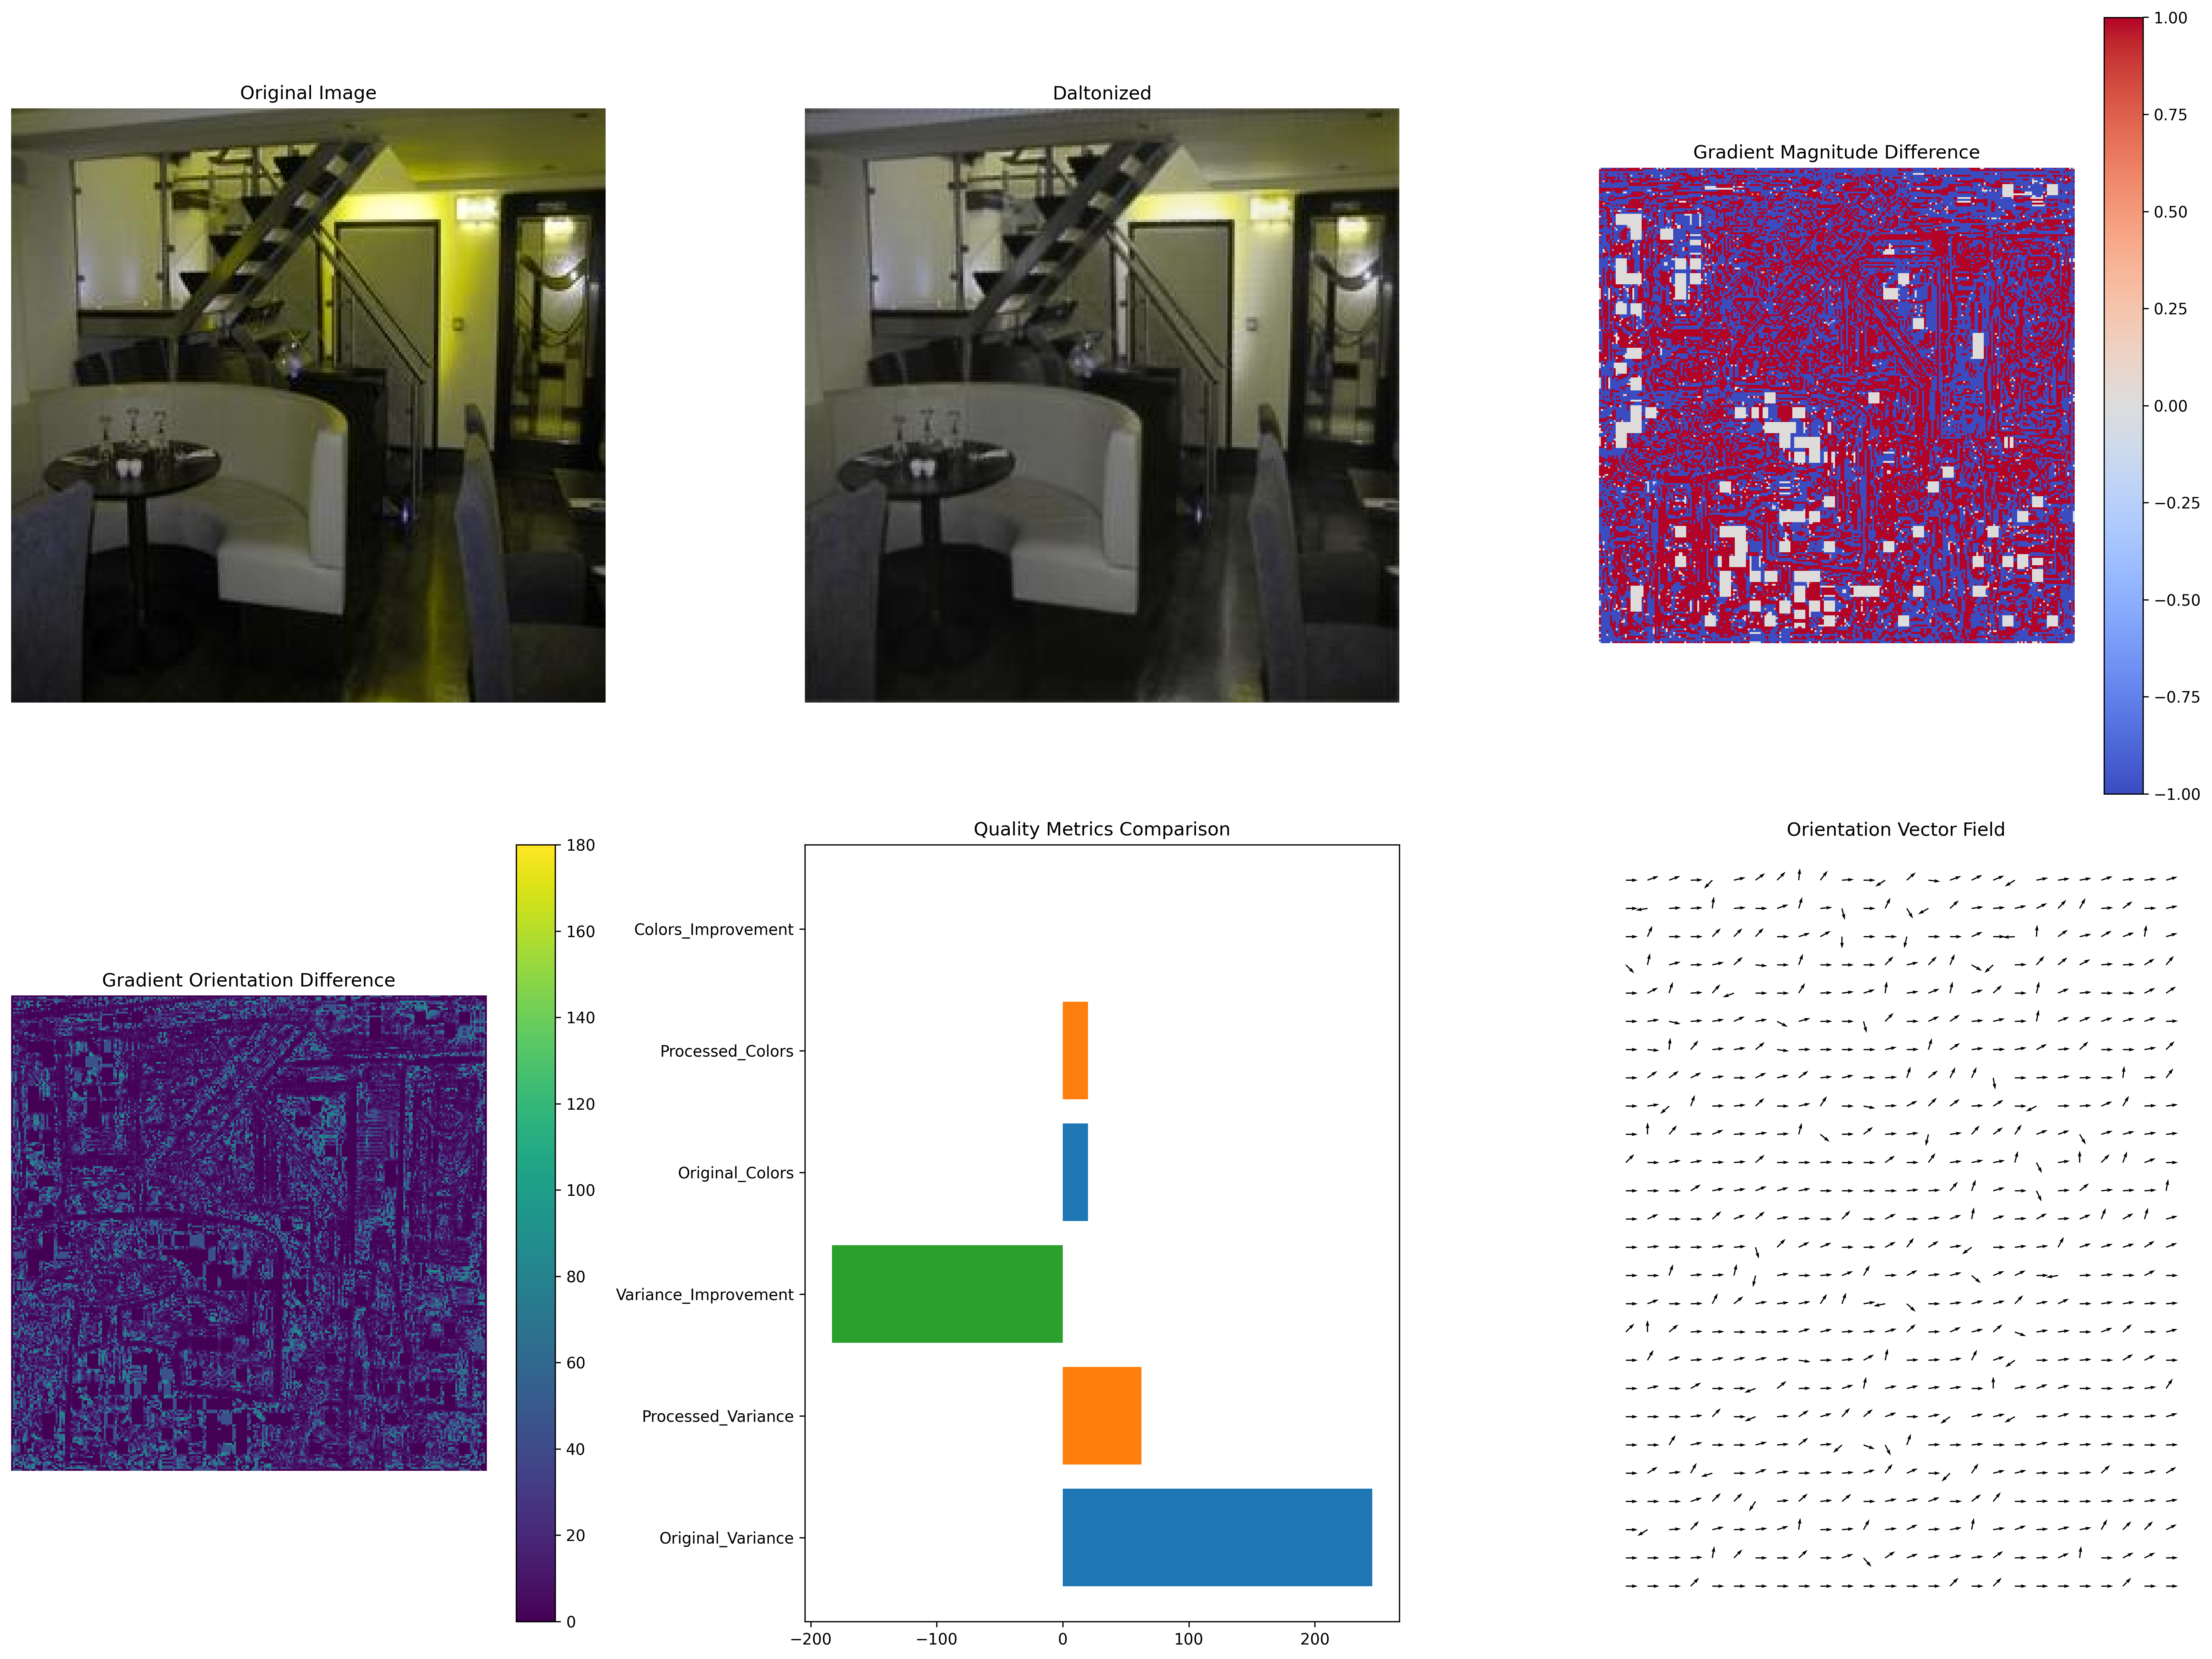 Original Image
Daltonized
Gradient Magnitude Difference
1.00
0.75
0.50
0.25
0.00
−0.25
−0.50
−0.75
−1.00
Gradient Orientation Difference
180
160
140
120
100
80
60
40
20
0
Quality Metrics Comparison
Colors_Improvement
Processed_Colors
Original_Colors
Variance_Improvement
Processed_Variance
Original_Variance
−200
−100
0
100
200
Orientation Vector Field